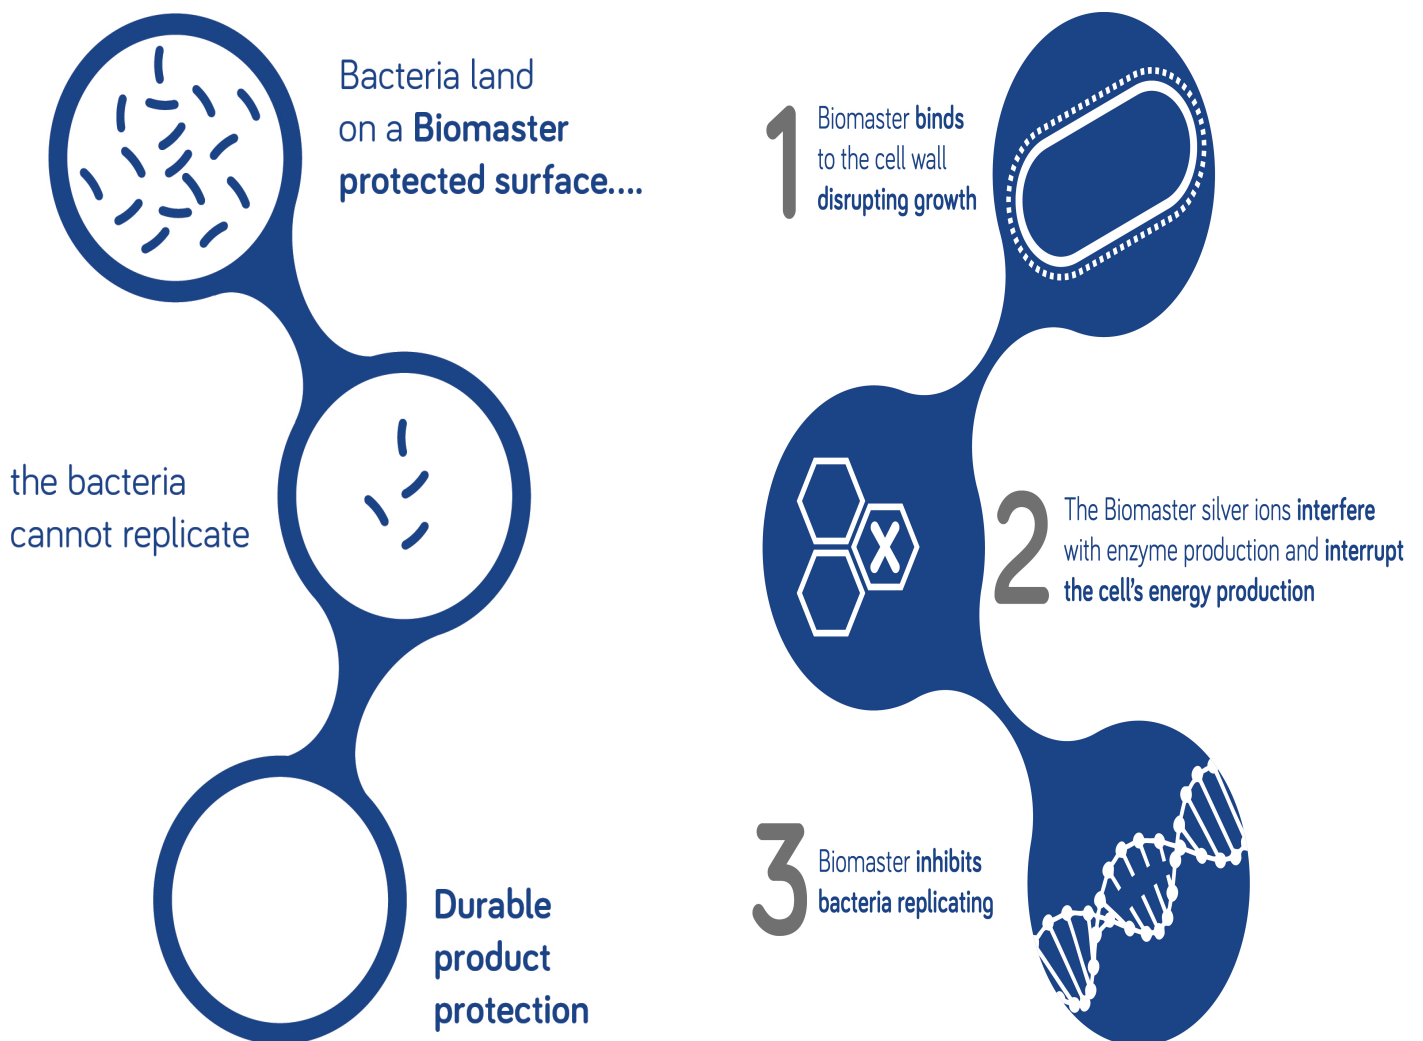 Bacteria land
on a Biomaster
protected surface....
the bacteria
cannot replicate
Durable
product
protection
1
Biomaster binds
to the cell wall
disrupting growth
2
The Biomaster silver ions interfere
with enzyme production and interrupt
the cell's energy production
3
Biomaster inhibits
bacteria replicating